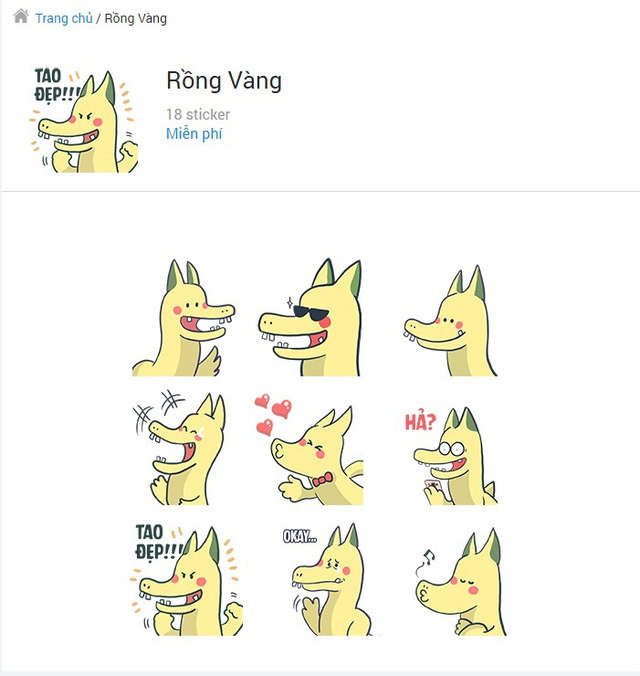 Trang chủ / Rồng Vàng
TAO
ĐẸP!!!
Rồng Vàng
18 sticker
Miễn phí
HẢ?
TAO
ĐẸP!!!
OKAY...